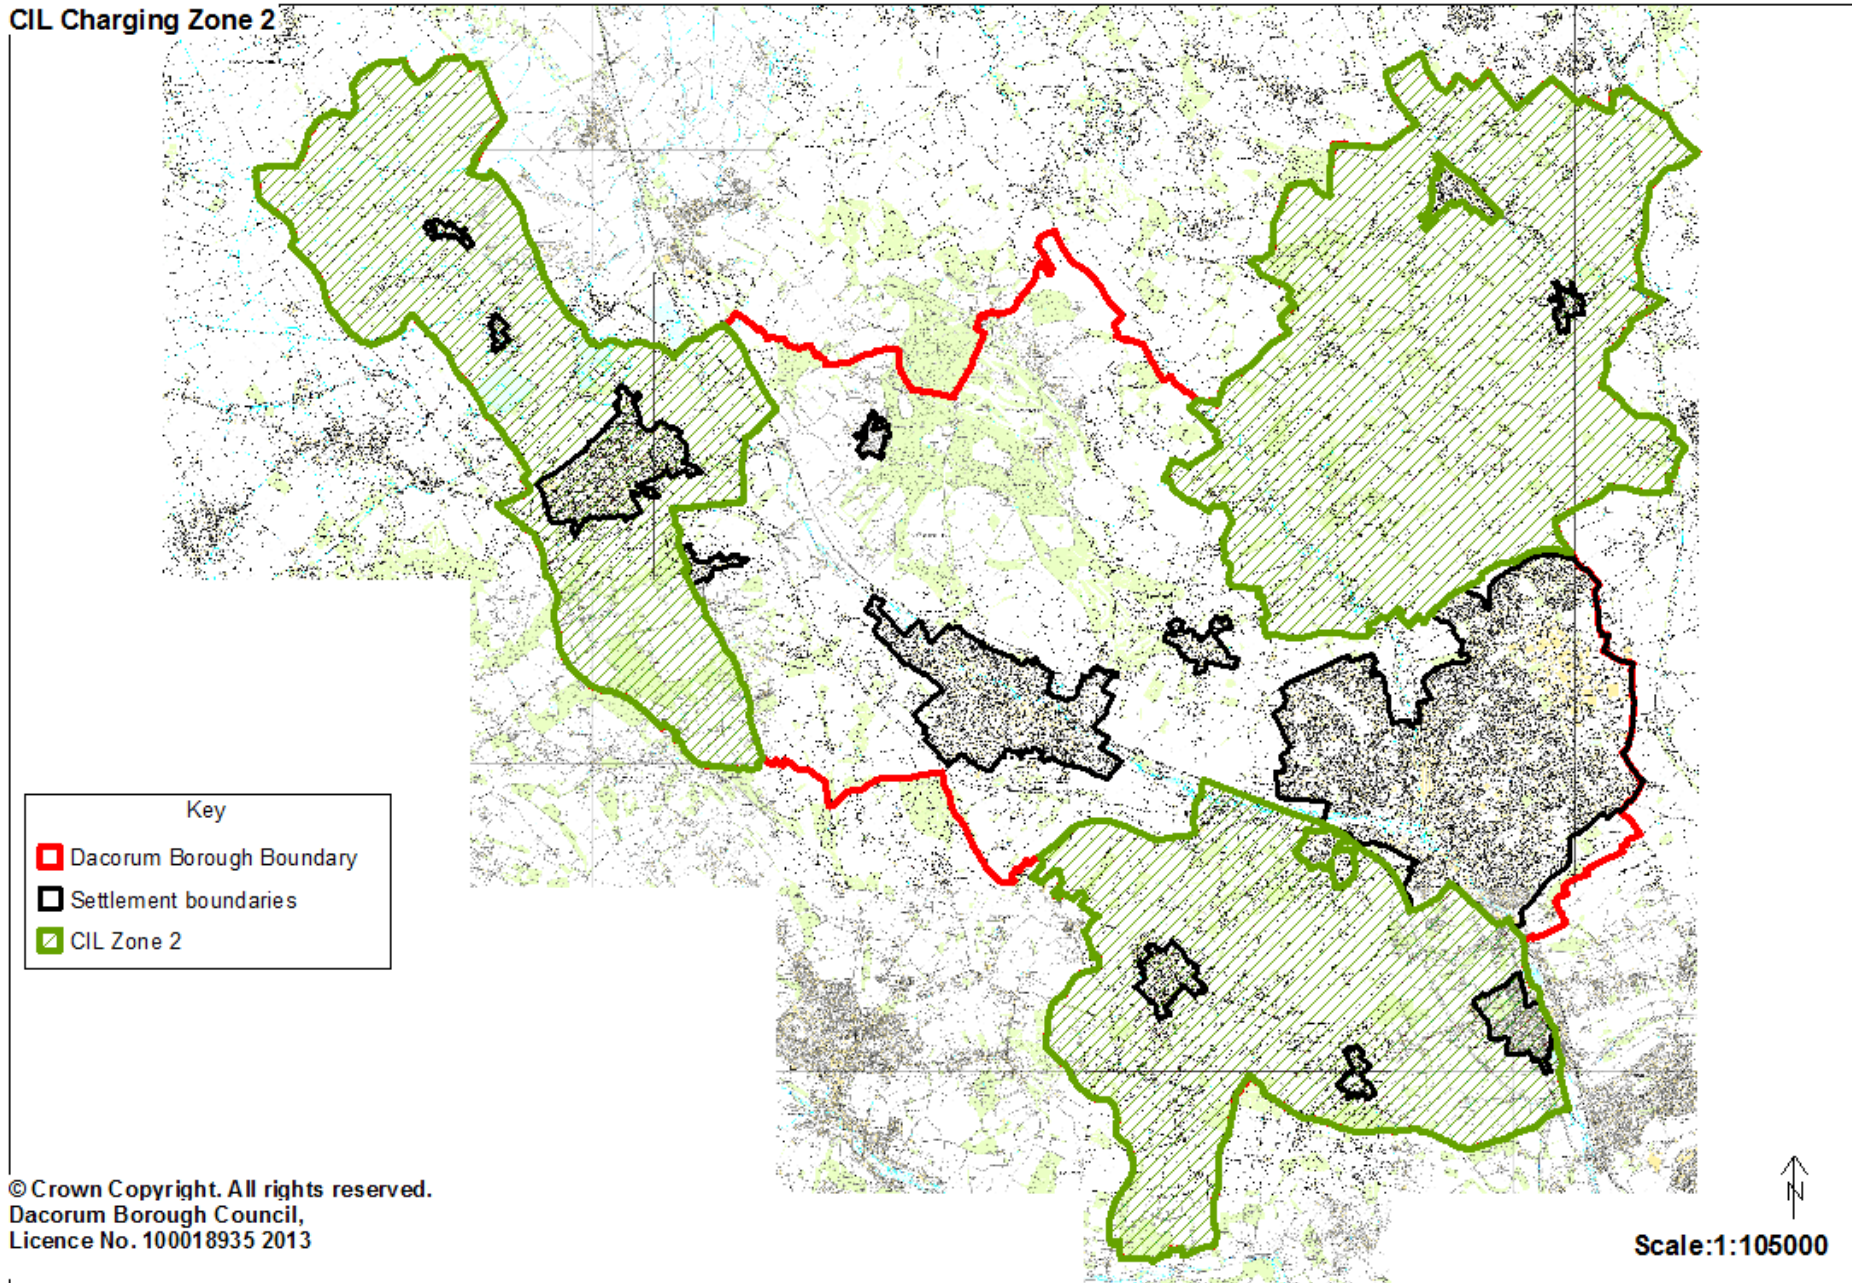 CIL Charging Zone 2
Key
Dacorum Borough Boundary
Settlement boundaries
CIL Zone 2
© Crown Copyright. All rights reserved.
Dacorum Borough Council,
Licence No. 100018935 2013
N
Scale:1:105000